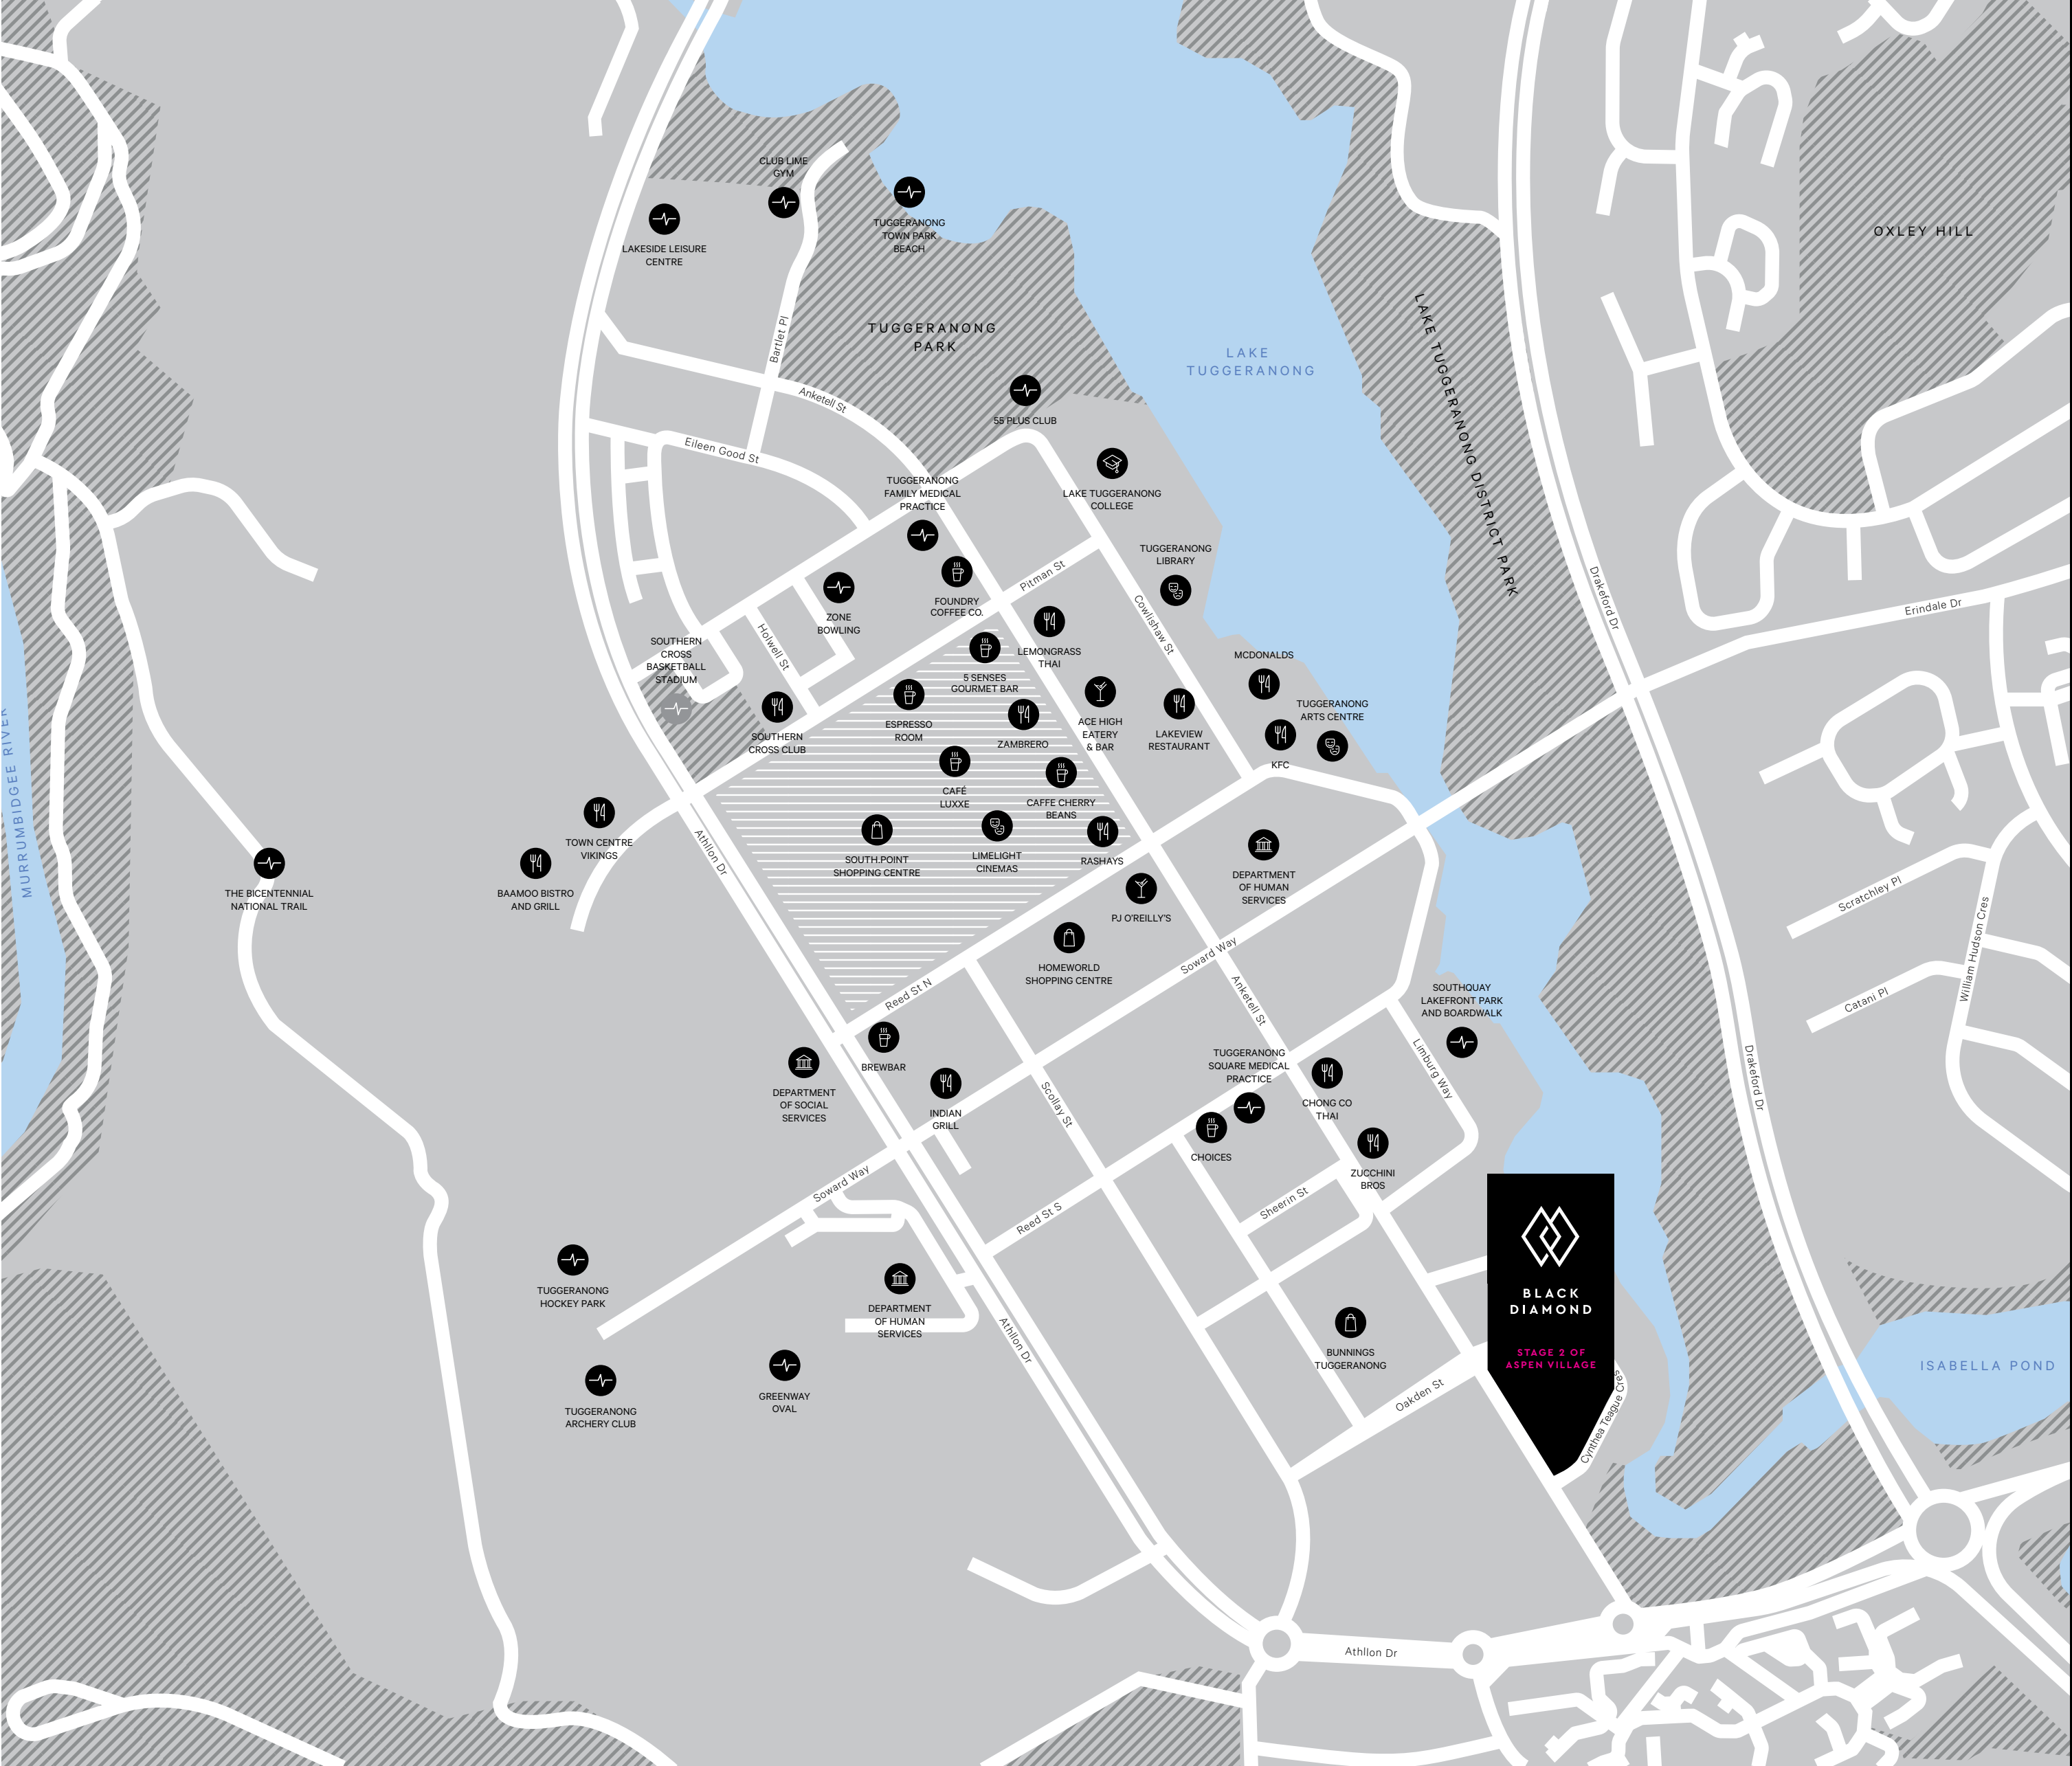 CLUB LIME
GYM
LAKESIDE LEISURE
CENTRE
TUGGERANONG
TOWN PARK
BEACH
OXLEY HILL
Bartlet Pl
TUGGERANONG
PARK
LAKE
TUGGERANONG
LAKE TUGGERANONG DISTRICT PARK
Anketell St
55 PLUS CLUB
Eileen Good St
TUGGERANONG
FAMILY MEDICAL
PRACTICE
LAKE TUGGERANONG
COLLEGE
TUGGERANONG
LIBRARY
Pitman St
FOUNDRY
COFFEE CO.
ZONE
BOWLING
Cowlishaw St
Drakeford Dr
Erindale Dr
Holwell St
SOUTHERN
CROSS
BASKETBALL
STADIUM
LEMONGRASS
THAI
MCDONALDS
5 SENSES
GOURMET BAR
TUGGERANONG
ARTS CENTRE
ESPRESSO
ROOM
ACE HIGH
EATERY
& BAR
LAKEVIEW
RESTAURANT
SOUTHERN
CROSS CLUB
ZAMBRERO
KFC
CAFÉ
LUXXE
CAFFE CHERRY
BEANS
MURRUMBIDGEE RIVER
TOWN CENTRE
VIKINGS
Athllon Dr
SOUTH.POINT
SHOPPING CENTRE
LIMELIGHT
CINEMAS
RASHAYS
DEPARTMENT
OF HUMAN
SERVICES
THE BICENTENNIAL
NATIONAL TRAIL
BAAMOO BISTRO
AND GRILL
PJ O'REILLY'S
Scratchley Pl
William Hudson Cres
HOMEWORLD
SHOPPING CENTRE
Soward Way
Reed St N
Anketell St
SOUTHQUAY
LAKEFRONT PARK
AND BOARDWALK
Catani Pl
BREWBAR
DEPARTMENT
OF SOCIAL
SERVICES
TUGGERANONG
SQUARE MEDICAL
PRACTICE
Limburg Way
Drakeford Dr
INDIAN
GRILL
Scollay St
CHONG CO
THAI
CHOICES
ZUCCHINI
BROS
Soward Way
Sheerin St
Reed St S
TUGGERANONG
HOCKEY PARK
DEPARTMENT
OF HUMAN
SERVICES
BLACK
DIAMOND
STAGE 2 OF
ASPEN VILLAGE
Athllon Dr
BUNNINGS
TUGGERANONG
ISABELLA POND
Oakden St
Cynthea Teague Cres
TUGGERANONG
ARCHERY CLUB
GREENWAY
OVAL
Athllon Dr